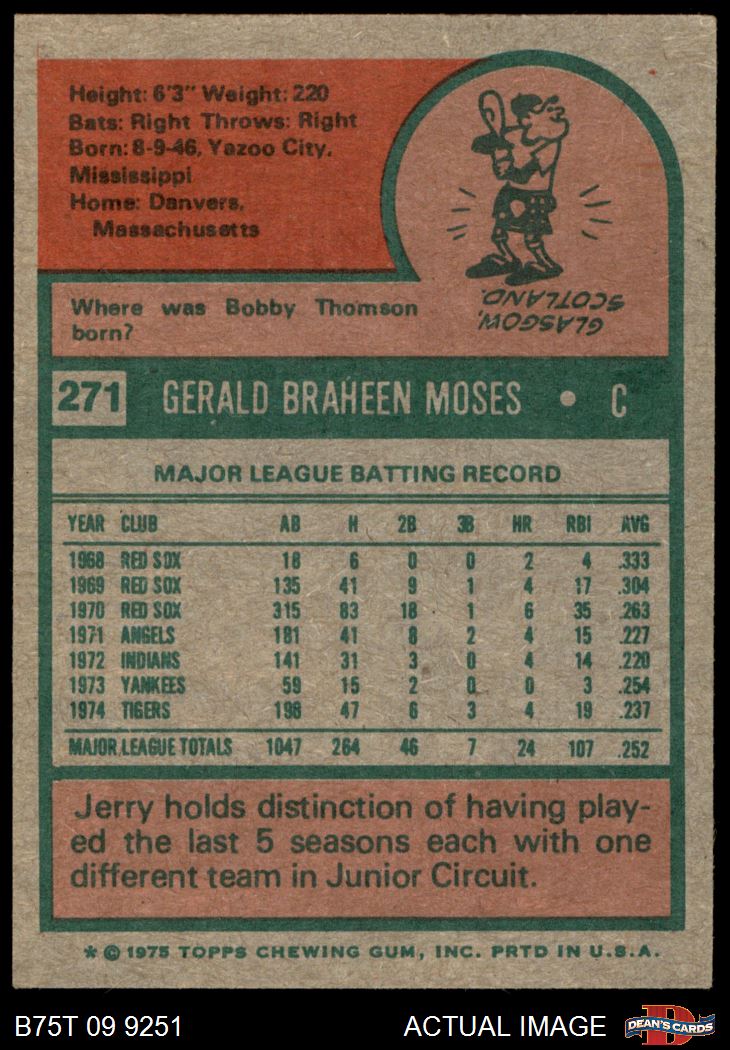 Height: 6'3" Weight: 220
Bats: Right Throws: Right
Born: 8-9-46, Yazoo City,
Mississippi
Home: Danvers,
Massachusetts
GLASGOW,
SCOTLAND.
Where was Bobby Thomson
born?
271 GERALD BRAHEEN MOSES • C
MAJOR LEAGUE BATTING RECORD
YEAR CLUB AB H 2B 3B HR RBI AVG
1968 RED SOX 18 6 0 0 2 4 .333
1969 RED SOX 135 41 9 1 4 17 .304
1970 RED SOX 315 83 18 1 6 35 .263
1971 ANGELS 181 41 8 2 4 15 .227
1972 INDIANS 141 31 3 0 4 14 .220
1973 YANKEES 59 15 2 0 0 3 .254
1974 TIGERS 198 47 6 3 4 19 .237
MAJOR LEAGUE TOTALS 1047 264 46 7 24 107 .252
Jerry holds distinction of having play-
ed the last 5 seasons each with one
different team in Junior Circuit.
* © 1975 TOPPS CHEWING GUM, INC. PRTD IN U.S.A.
B75T 09 9251 ACTUAL IMAGE D DEAN'S CARDS